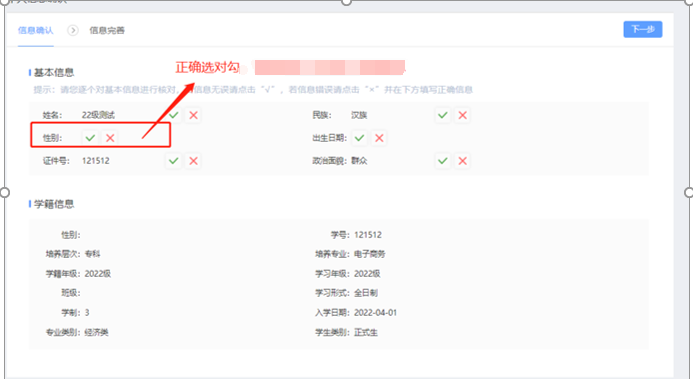 信息确认 信息完善 下一步
正确选对勾
基本信息
提示：请您逐个对基本信息进行核对，信息无误请点击“√”，若信息错误请点击“×”并在下方填写正确信息
姓名： 22级测试 民族： 汉族
性别： 出生日期：
证件号： 121512 政治面貌： 群众
学籍信息
性别： 学号： 121512
培养层次： 专科 培养专业： 电子商务
学籍年级： 2022级 学习年级： 2022级
班级： 学习形式： 全日制
学制： 3 入学日期： 2022-04-01
专业类别： 经济类 学生类别： 正式生